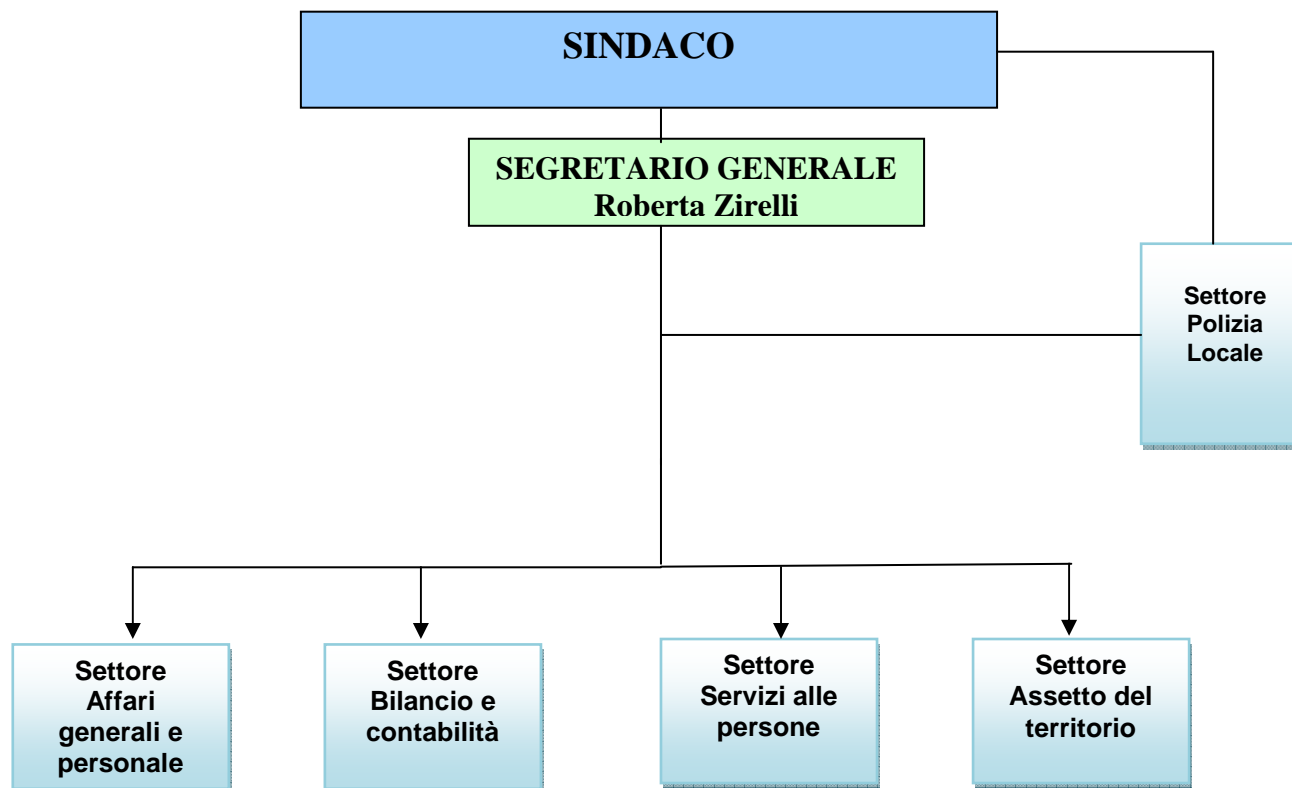 SINDACO
SEGRETARIO GENERALE
Roberta Zirelli
Settore
Polizia
Locale
Settore
Affari
generali e
personale
Settore
Bilancio e
contabilità
Settore
Servizi alle
persone
Settore
Assetto del
territorio